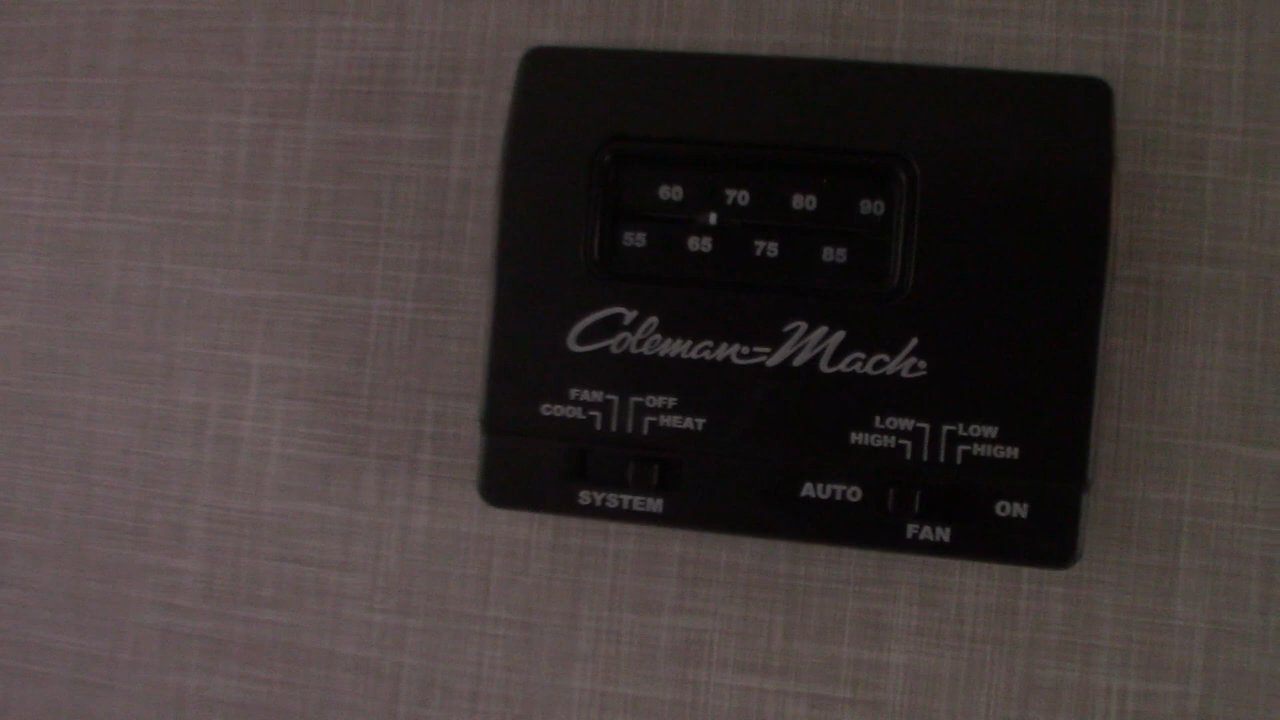 60 70 80 90
55 65 75 85
Coleman-Mach
FAN OFF
COOL HEAT
LOW LOW
HIGH HIGH
AUTO ON
SYSTEM
FAN